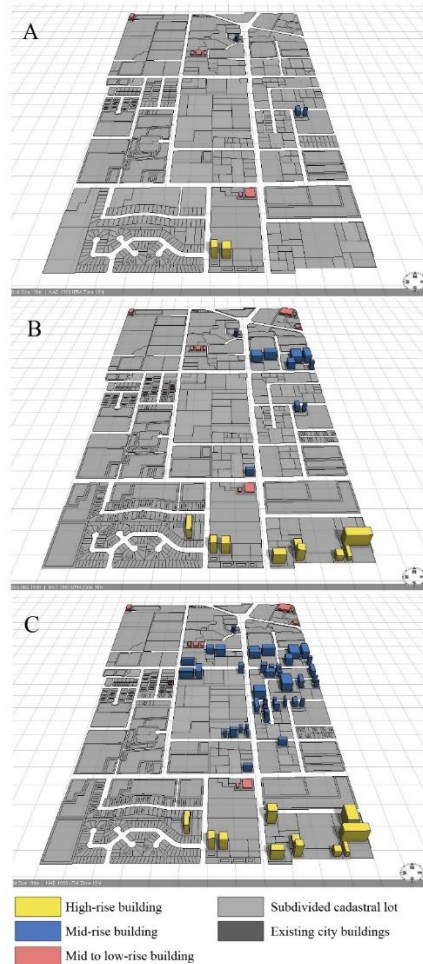 A
B
C
High-rise building
Subdivided cadastral lot
Mid-rise building
Existing city buildings
Mid to low-rise building